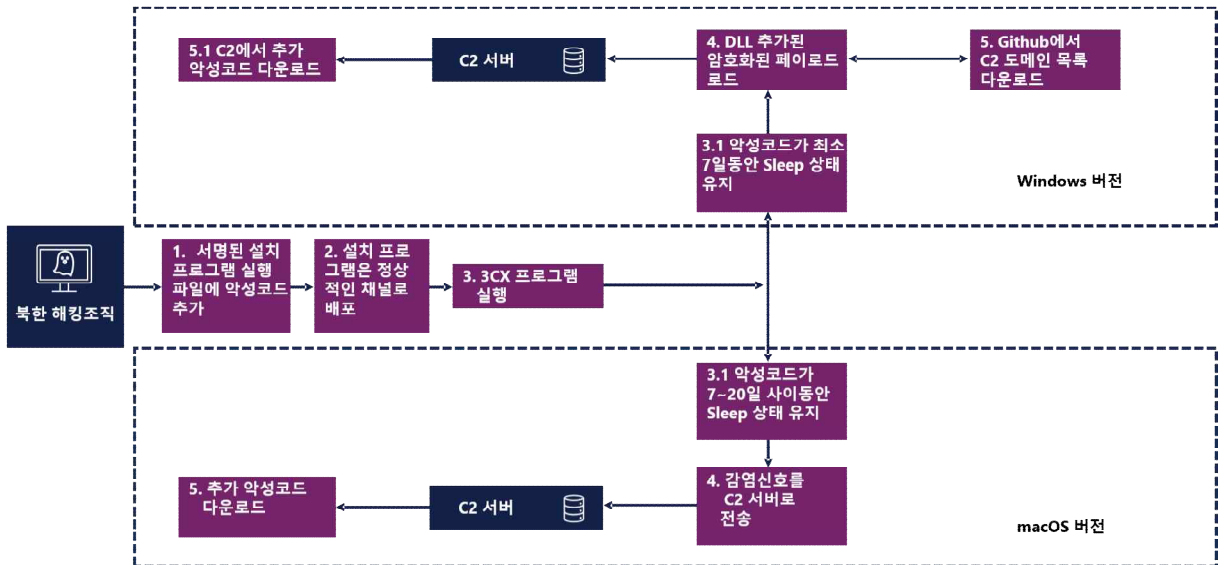 5.1 C2에서 추가
악성코드 다운로드
C2 서버
4. DLL 추가된
암호화된 페이로드
로드
5. Github에서
C2 도메인 목록
다운로드
3.1 악성코드가 최소
7일동안 Sleep 상태
유지
Windows 버전
북한 해킹조직
1. 서명된 설치
프로그램 실행
파일에 악성코드
추가
2. 설치 프로
그램은 정상
적인 채널로
배포
3. 3CX 프로그램
실행
3.1 악성코드가
7~20일 사이동안
Sleep 상태 유지
5. 추가 악성코드
다운로드
C2 서버
4. 감염신호를
C2 서버로
전송
macOS 버전